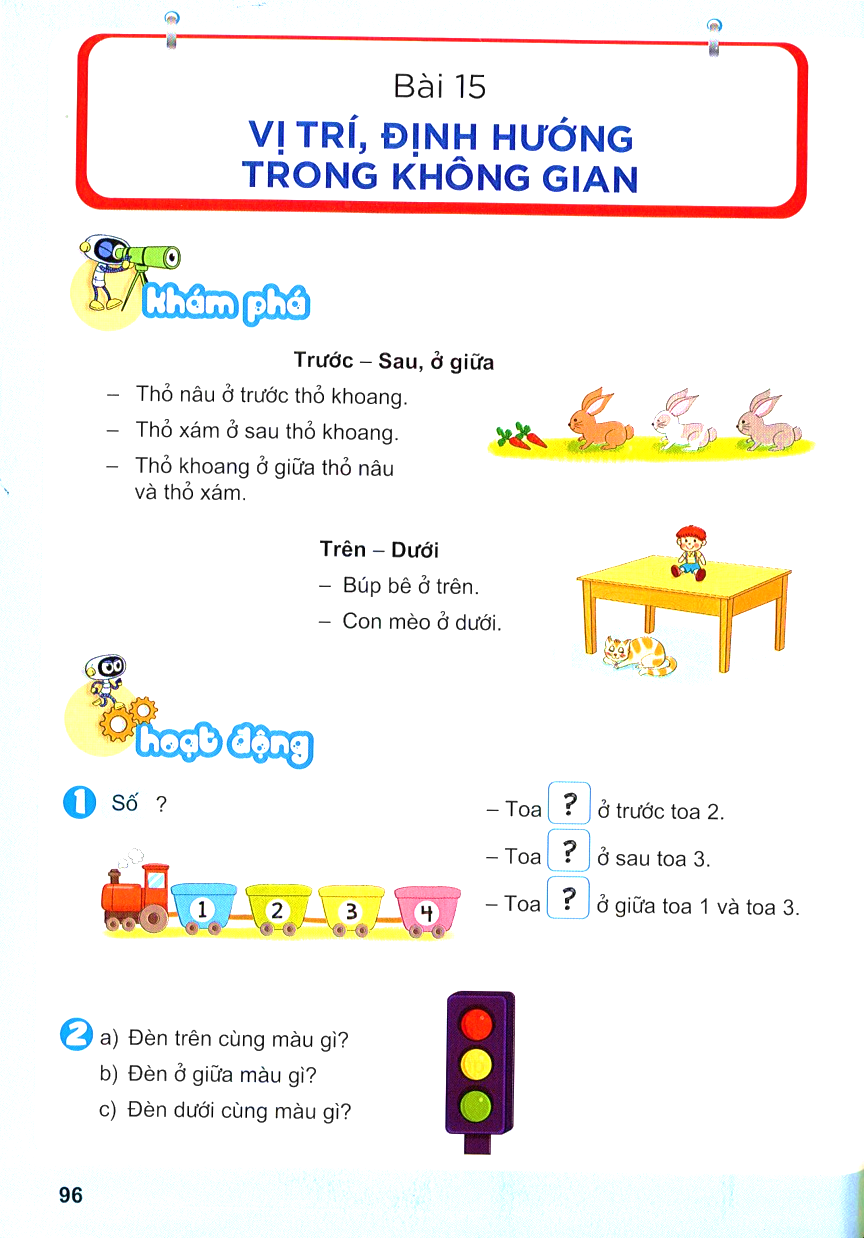 Bài 15
VỊ TRÍ, ĐỊNH HƯỚNG
TRONG KHÔNG GIAN
khám phá
Trước – Sau, ở giữa
– Thỏ nâu ở trước thỏ khoang.
– Thỏ xám ở sau thỏ khoang.
– Thỏ khoang ở giữa thỏ nâu
và thỏ xám.
Trên – Dưới
– Búp bê ở trên.
– Con mèo ở dưới.
hoạt động
1 Số ?
1 2 3 4
– Toa ? ở trước toa 2.
– Toa ? ở sau toa 3.
– Toa ? ở giữa toa 1 và toa 3.
2 a) Đèn trên cùng màu gì?
b) Đèn ở giữa màu gì?
c) Đèn dưới cùng màu gì?
96